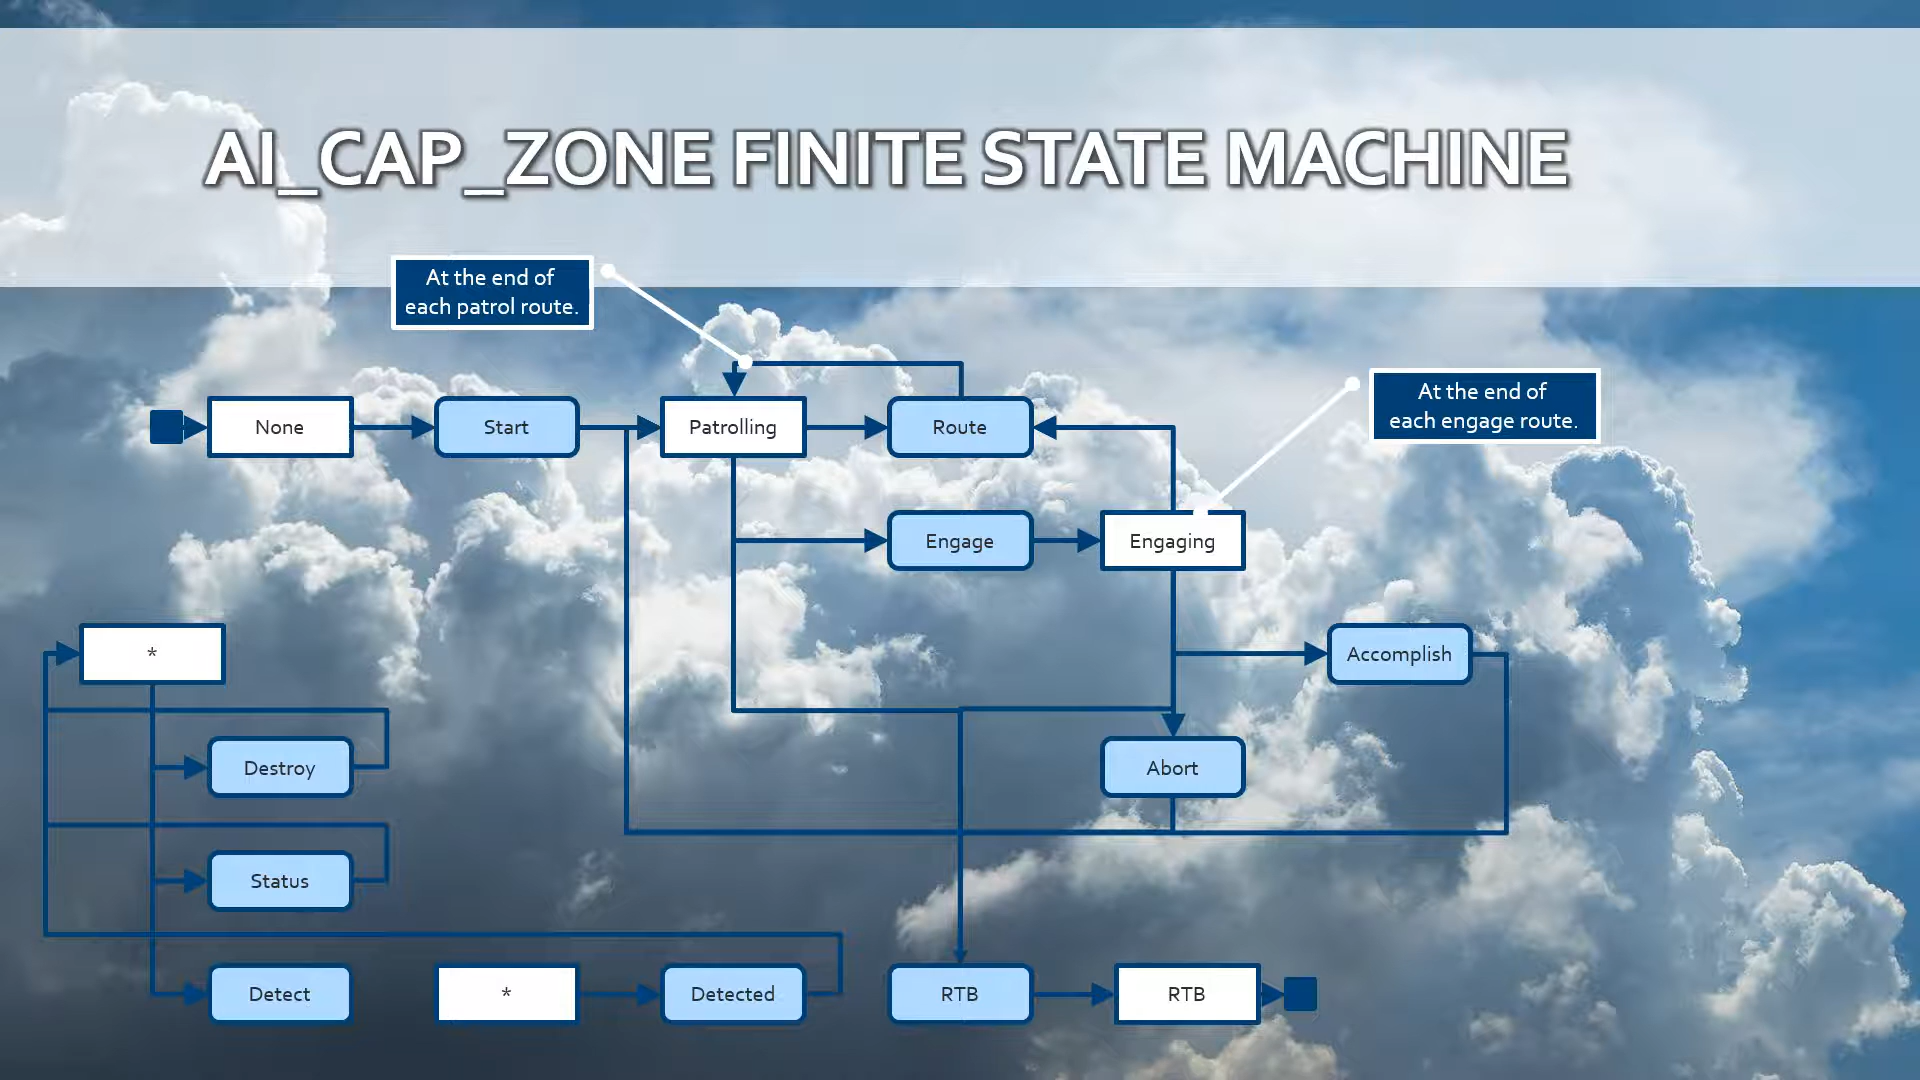 AI_CAP_ZONE FINITE STATE MACHINE
At the end of
each patrol route.
At the end of
each engage route.
None
Start
Patrolling
Route
Engage
Engaging
*
Accomplish
Destroy
Abort
Status
Detect
*
Detected
RTB
RTB